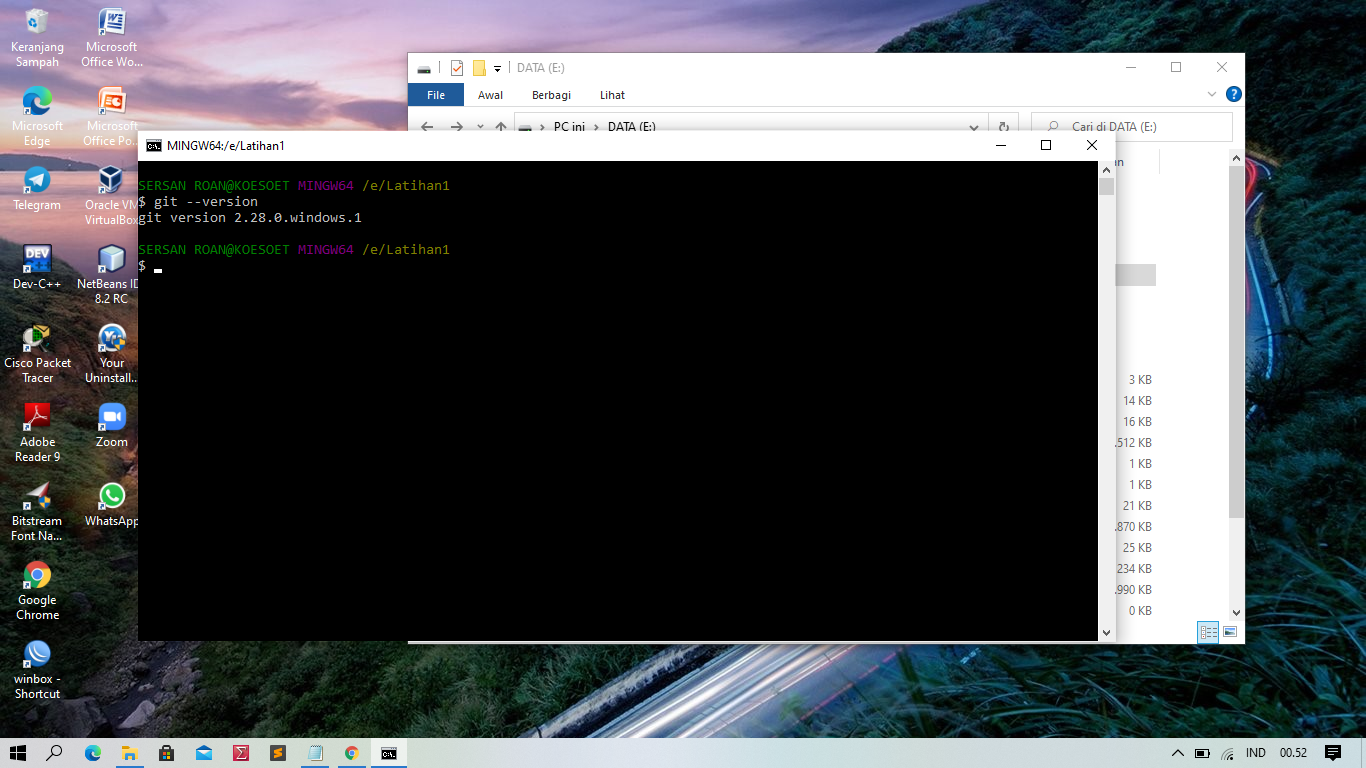 Keranjang
Sampah
Microsoft
Office Wo...
Microsoft
Edge
Microsoft
Office Po...
Telegram
Oracle VM
VirtualBox
Dev-C++
NetBeans ID
8.2 RC
Cisco Packet
Tracer
Your
Uninstall...
Adobe
Reader 9
Zoom
Bitstream
Font Na...
WhatsApp
Google
Chrome
winbox -
Shortcut
DATA (E:)
File Awal Berbagi Lihat
PC ini > DATA (E:)
Cari di DATA (E:)
MINGW64:/e/Latihan1
SERSAN ROAN@KOESOET MINGW64 /e/Latihan1
$ git --version
git version 2.28.0.windows.1
SERSAN ROAN@KOESOET MINGW64 /e/Latihan1
$
3 KB
14 KB
16 KB
.512 KB
1 KB
1 KB
21 KB
.870 KB
25 KB
234 KB
.990 KB
0 KB
IND 00.52